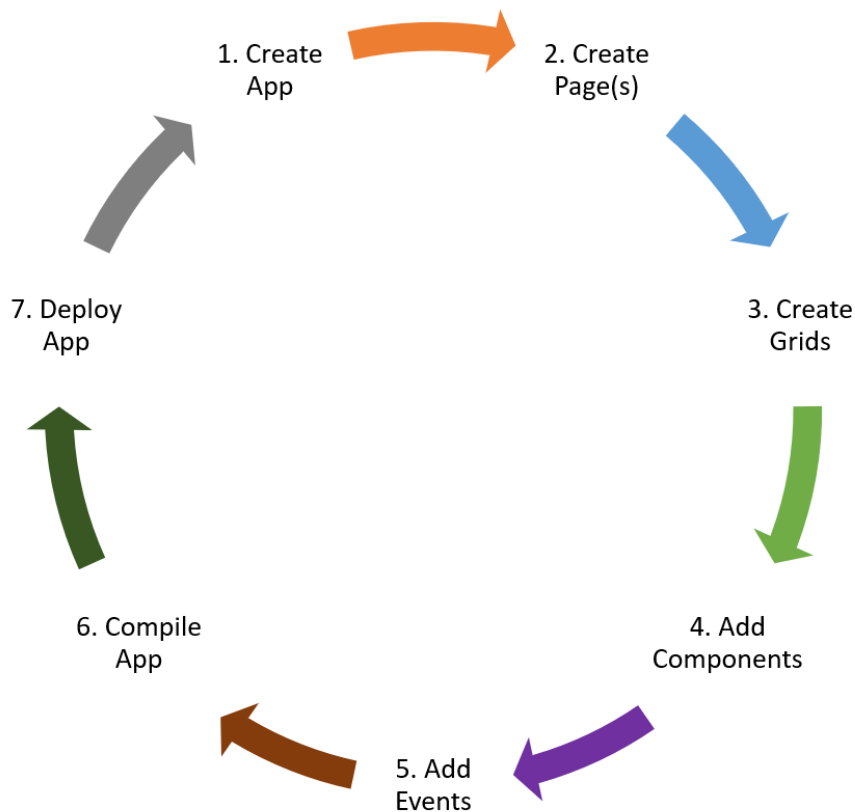 1. Create
App
2. Create
Page(s)
3. Create
Grids
4. Add
Components
5. Add
Events
6. Compile
App
7. Deploy
App